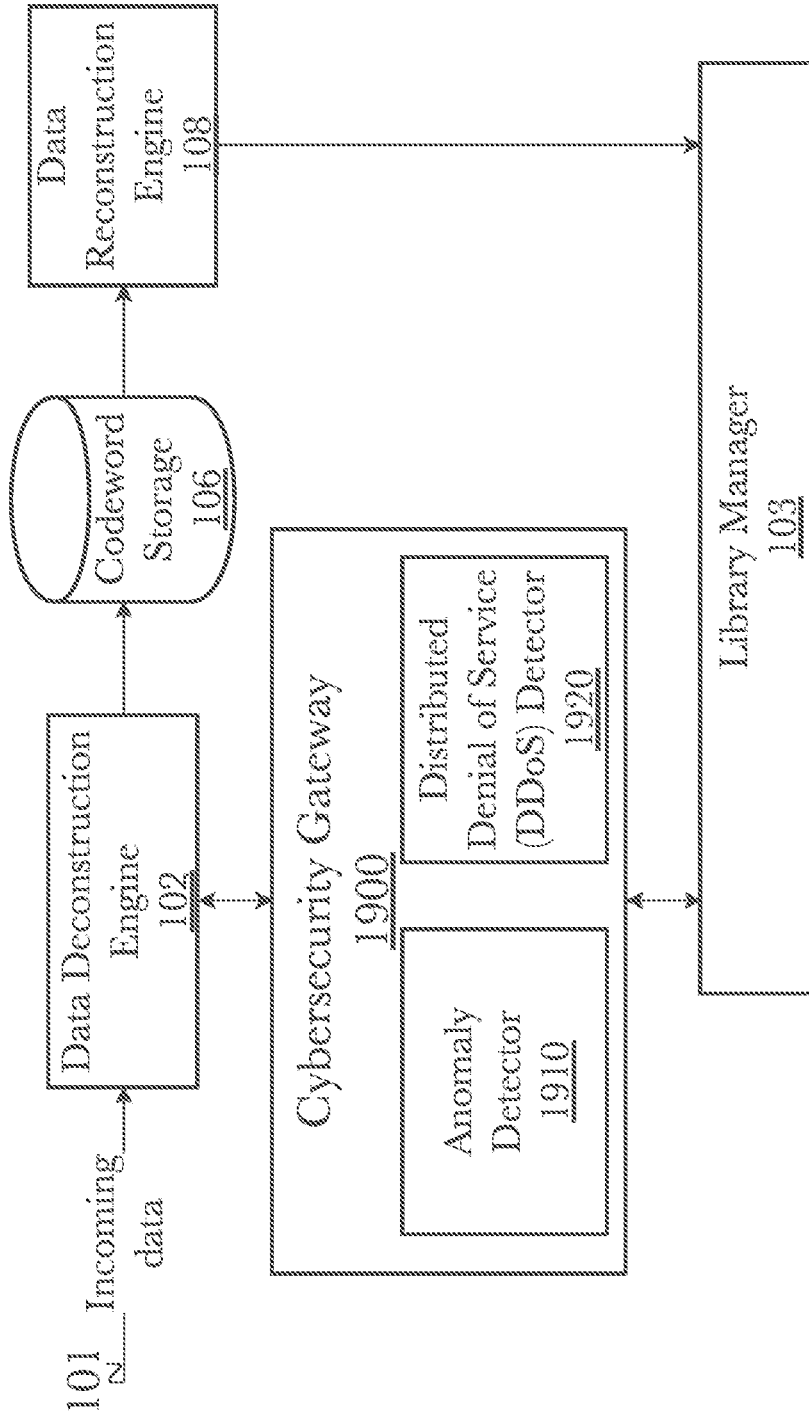 101
Incoming
data
Data Deconstruction
Engine
102
Codeword
Storage
106
Data
Reconstruction
Engine
108
Cybersecurity Gateway
1900
Anomaly
Detector
1910
Distributed
Denial of Service
(DDoS) Detector
1920
Library Manager
103